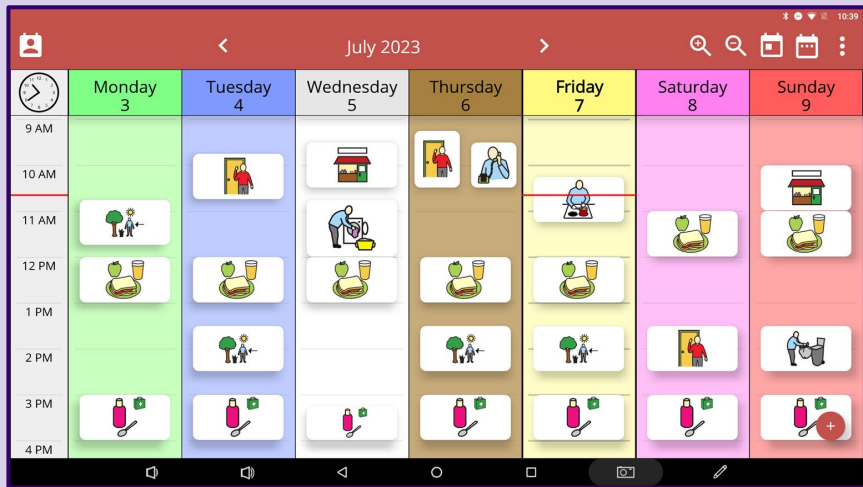 10:39
July 2023
Monday Tuesday Wednesday Thursday Friday Saturday Sunday
3 4 5 6 7 8 9
9 AM
10 AM
11 AM
12 PM
1 PM
2 PM
3 PM
4 PM